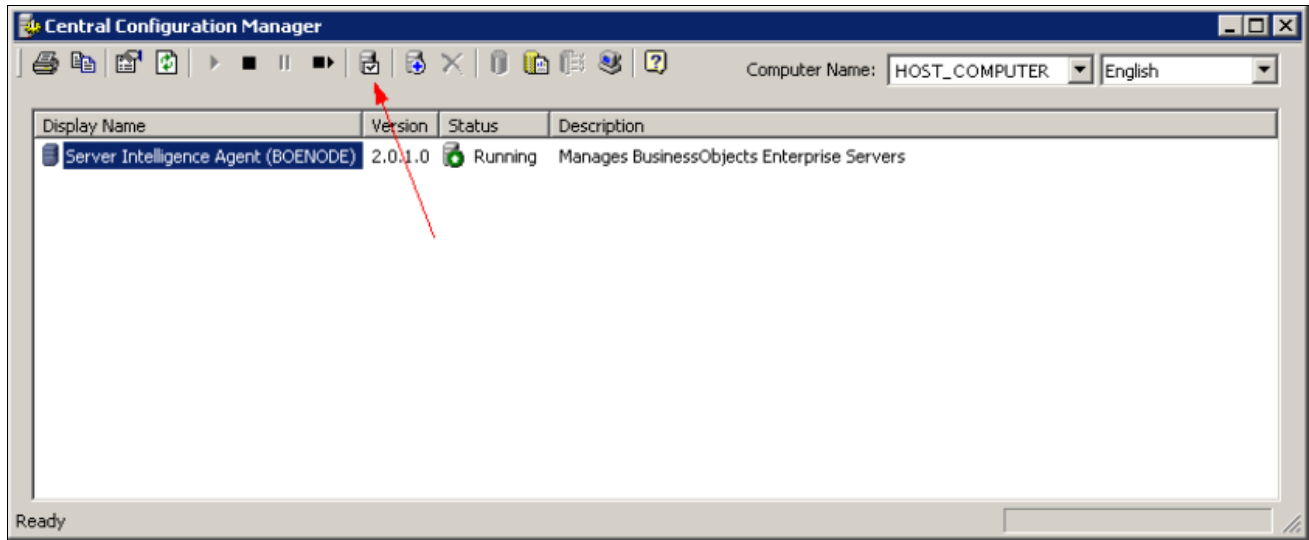 Central Configuration Manager
Computer Name: HOST_COMPUTER English
Display Name Version Status Description
Server Intelligence Agent (BOENODE) 2.0.1.0 Running Manages BusinessObjects Enterprise Servers
Ready